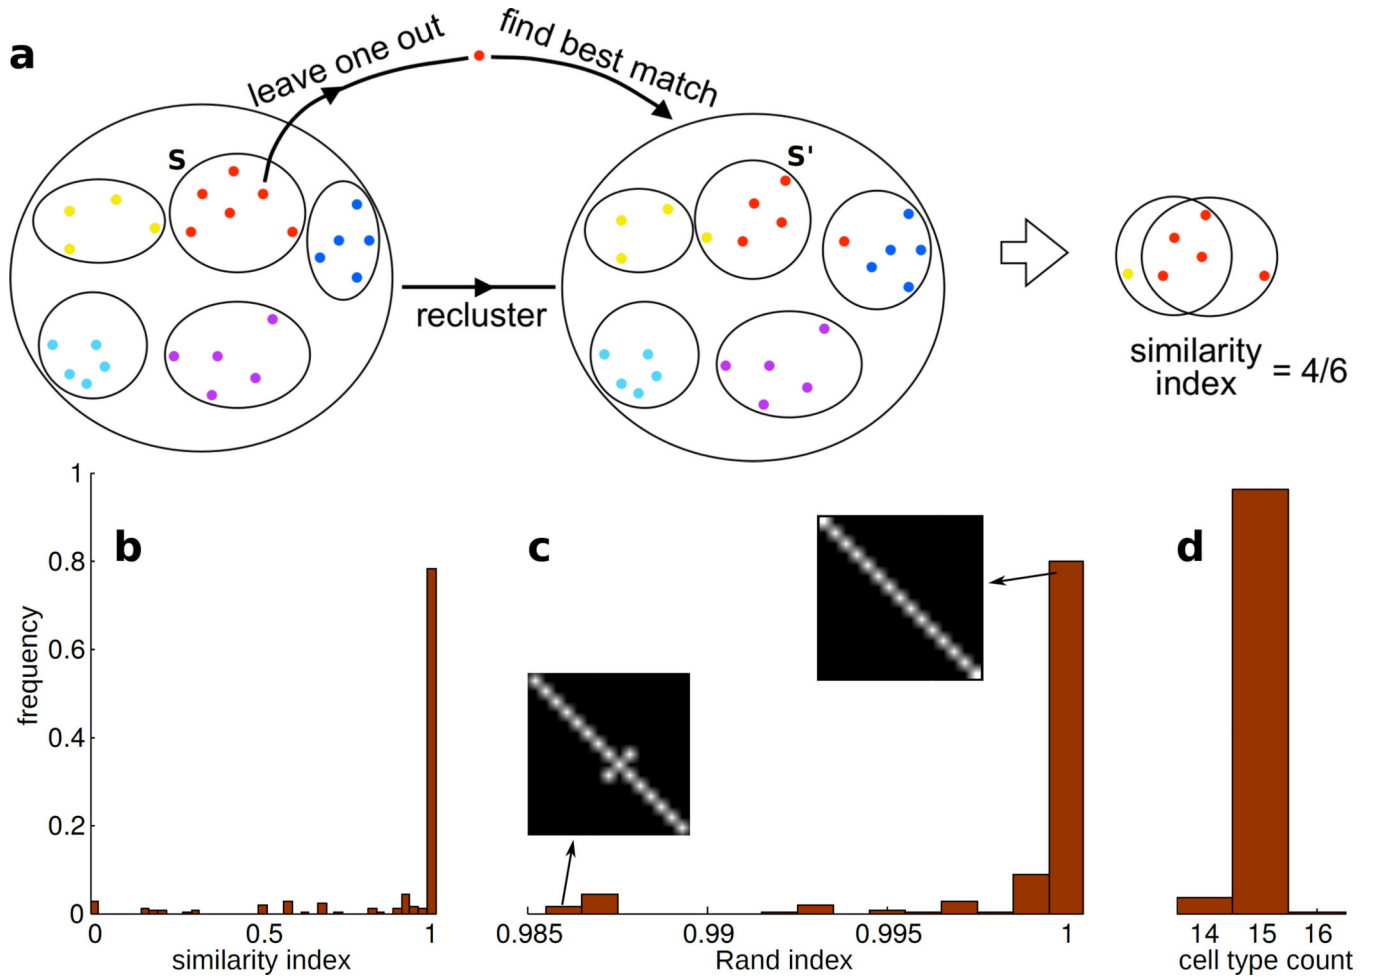 a
leave one out
find best match
S
S'
recluster
similarity
index = 4/6
b
c
d
frequency
1
0.8
0.6
0.4
0.2
0
0 0.5 1
similarity index
0.985 0.99 0.995 1
Rand index
14 15 16
cell type count